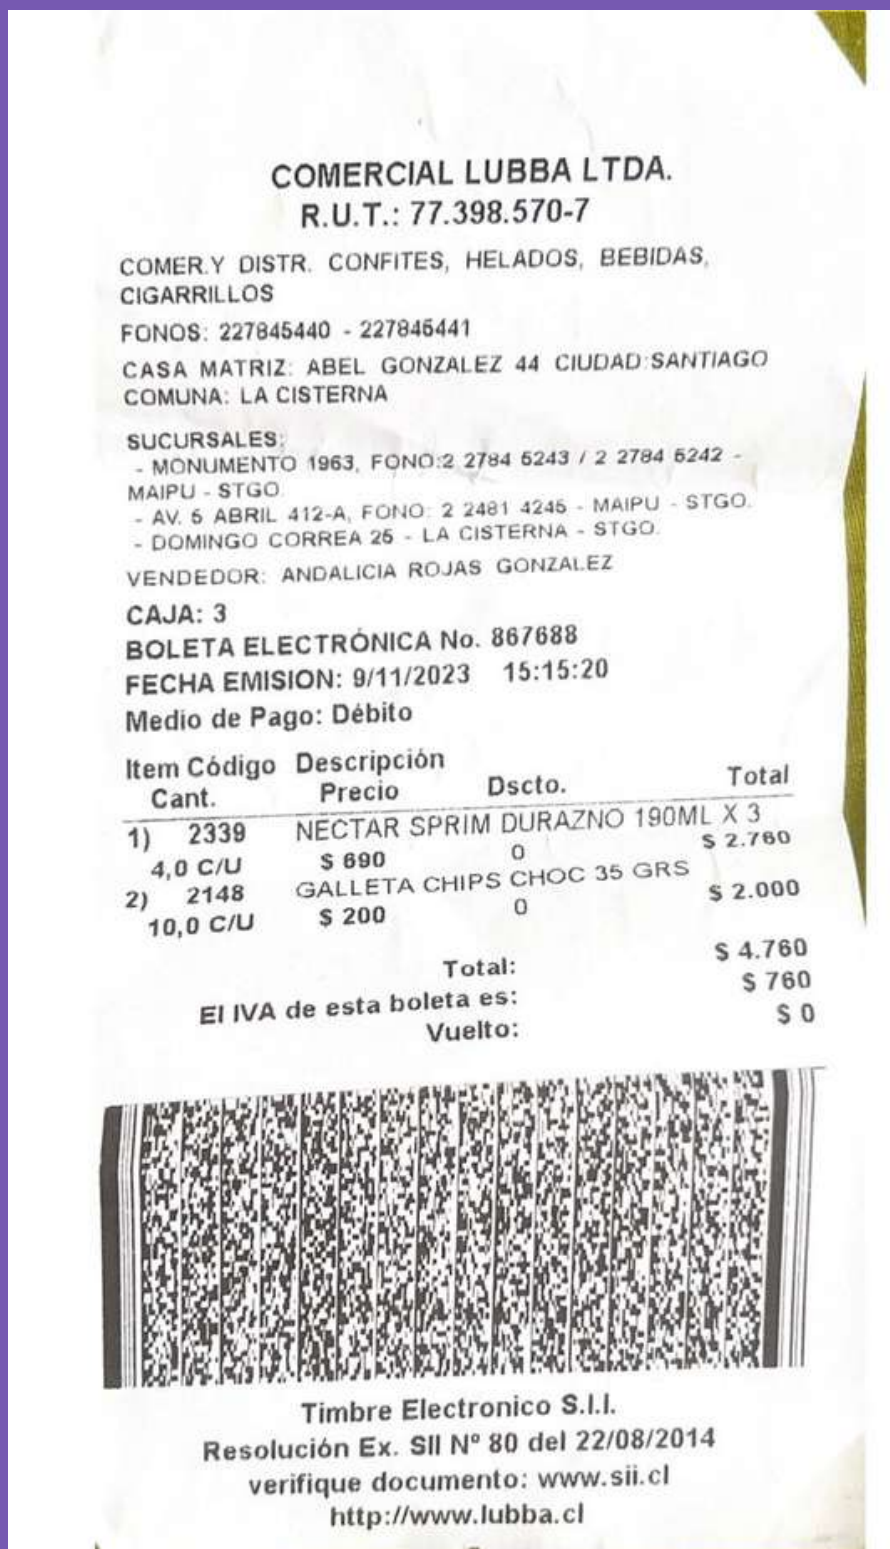 COMERCIAL LUBBA LTDA.
R.U.T.: 77.398.570-7
COMER.Y DISTR. CONFITES, HELADOS, BEBIDAS,
CIGARRILLOS
FONOS: 227845440 - 227845441
CASA MATRIZ: ABEL GONZALEZ 44 CIUDAD:SANTIAGO
COMUNA: LA CISTERNA
SUCURSALES:
- MONUMENTO 1963, FONO:2 2784 5243 / 2 2784 5242 -
MAIPU - STGO.
- AV. 5 ABRIL 412-A, FONO: 2 2481 4245 - MAIPU - STGO.
- DOMINGO CORREA 25 - LA CISTERNA - STGO.
VENDEDOR: ANDALICIA ROJAS GONZALEZ
CAJA: 3
BOLETA ELECTRÓNICA No. 867688
FECHA EMISION: 9/11/2023 15:15:20
Medio de Pago: Débito
Item Código Descripción
Cant. Precio Dscto. Total
1) 2339 NECTAR SPRIM DURAZNO 190ML X 3
4,0 C/U $ 690 0 $ 2.760
2) 2148 GALLETA CHIPS CHOC 35 GRS
10,0 C/U $ 200 0 $ 2.000
Total: $ 4.760
El IVA de esta boleta es: $ 760
Vuelto: $ 0
Timbre Electronico S.I.I.
Resolución Ex. SII Nº 80 del 22/08/2014
verifique documento: www.sii.cl
http://www.lubba.cl